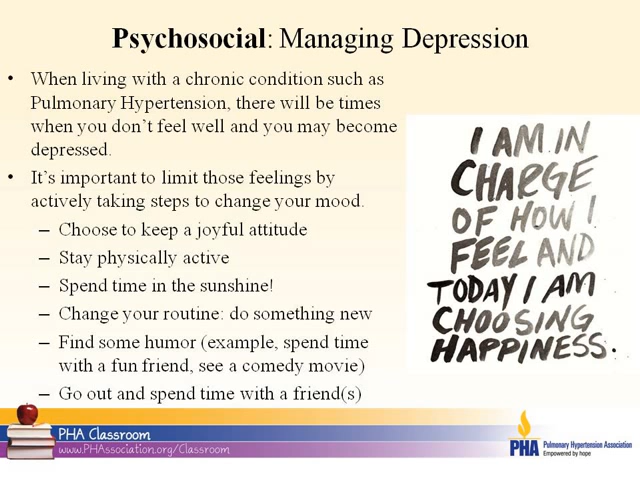 Psychosocial: Managing Depression
• When living with a chronic condition such as
Pulmonary Hypertension, there will be times
when you don't feel well and you may become
depressed.
• It's important to limit those feelings by
actively taking steps to change your mood.
– Choose to keep a joyful attitude
– Stay physically active
– Spend time in the sunshine!
– Change your routine: do something new
– Find some humor (example, spend time
with a fun friend, see a comedy movie)
– Go out and spend time with a friend(s)
I AM IN
CHARGE
OF HOW I
FEEL AND
TODAY I AM
CHOOSING
HAPPINESS.
PHA Classroom
www.PHAssociation.org/Classroom
PHA Pulmonary Hypertension Association
Empowered by hope